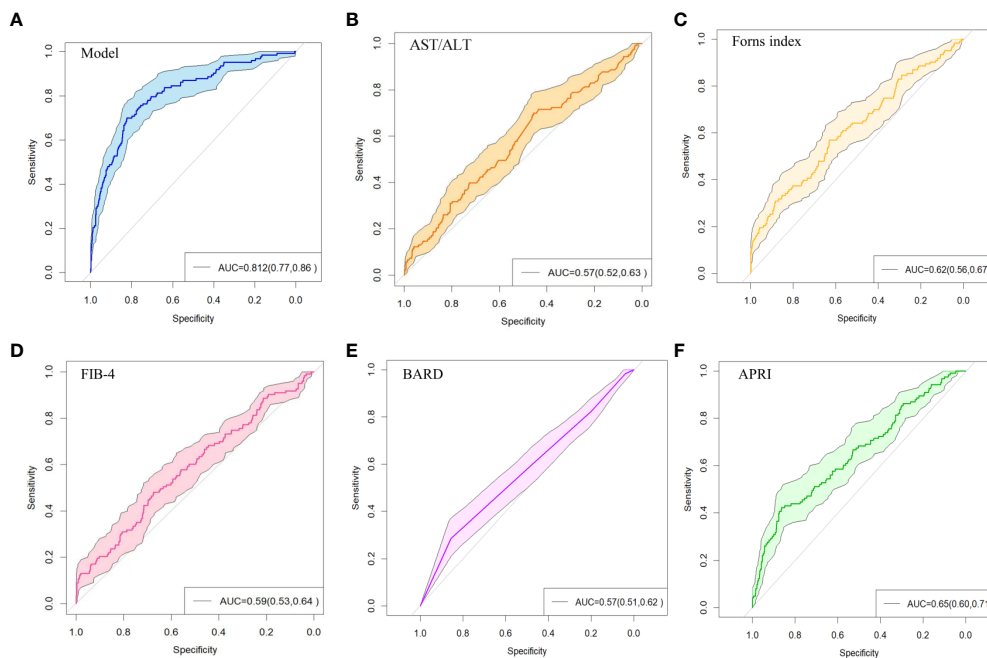 A
Model
Sensitivity
1.0
0.8
0.6
0.4
0.2
0.0
AUC=0.812(0.77,0.86 )
1.0 0.8 0.6 0.4 0.2 0.0
Specificity
B
AST/ALT
Sensitivity
1.0
0.8
0.6
0.4
0.2
0.0
AUC=0.57(0.52,0.63 )
1.0 0.8 0.6 0.4 0.2 0.0
Specificity
C
Forns index
Sensitivity
1.0
0.8
0.6
0.4
0.2
0.0
AUC=0.62(0.56,0.67
1.0 0.8 0.6 0.4 0.2 0.0
Specificity
D
FIB-4
Sensitivity
1.0
0.8
0.6
0.4
0.2
0.0
AUC=0.59(0.53,0.64 )
1.0 0.8 0.6 0.4 0.2 0.0
Specificity
E
BARD
Sensitivity
1.0
0.8
0.6
0.4
0.2
0.0
AUC=0.57(0.51,0.62 )
1.0 0.8 0.6 0.4 0.2 0.0
Specificity
F
APRI
Sensitivity
1.0
0.8
0.6
0.4
0.2
0.0
AUC=0.65(0.60,0.71
1.0 0.8 0.6 0.4 0.2 0.0
Specificity